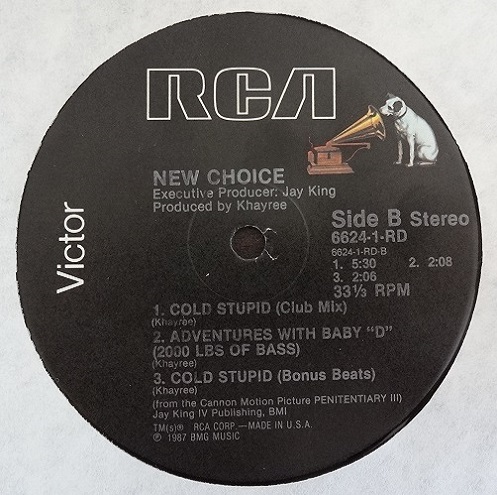 RCA
Victor
NEW CHOICE
Executive Producer: Jay King
Produced by Khayree
Side B Stereo
6624-1-RD
6624-1-RD-B
1. 5:30 2. 2:08
3. 2:06
33⅓ RPM
1. COLD STUPID (Club Mix)
(Khayree)
2. ADVENTURES WITH BABY "D"
(2000 LBS OF BASS)
(Khayree)
3. COLD STUPID (Bonus Beats)
(Khayree)
(from the Cannon Motion Picture PENITENTIARY III)
Jay King IV Publishing, BMI
TM(s)® RCA CORP.—MADE IN U.S.A.
℗ 1987 BMG MUSIC